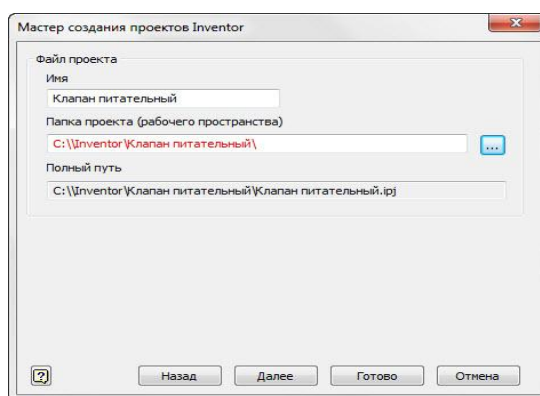 Мастер создания проектов Inventor
Файл проекта
Имя
Клапан питательный
Папка проекта (рабочего пространства)
C:\\Inventor\Клапан питательный\
...
Полный путь
C:\\Inventor\Клапан питательный\Клапан питательный.ipj
?
Назад
Далее
Готово
Отмена